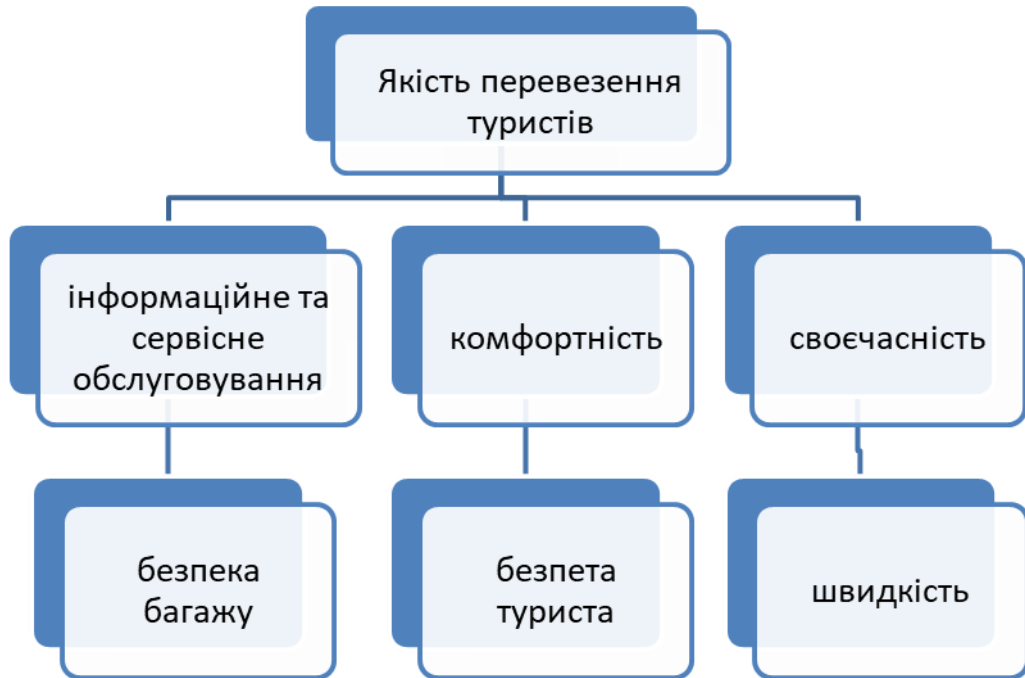 Якість перевезення
туристів
інформаційне та
сервісне
обслуговування
комфортність
своєчасність
безпека
багажу
безпета
туриста
швидкість